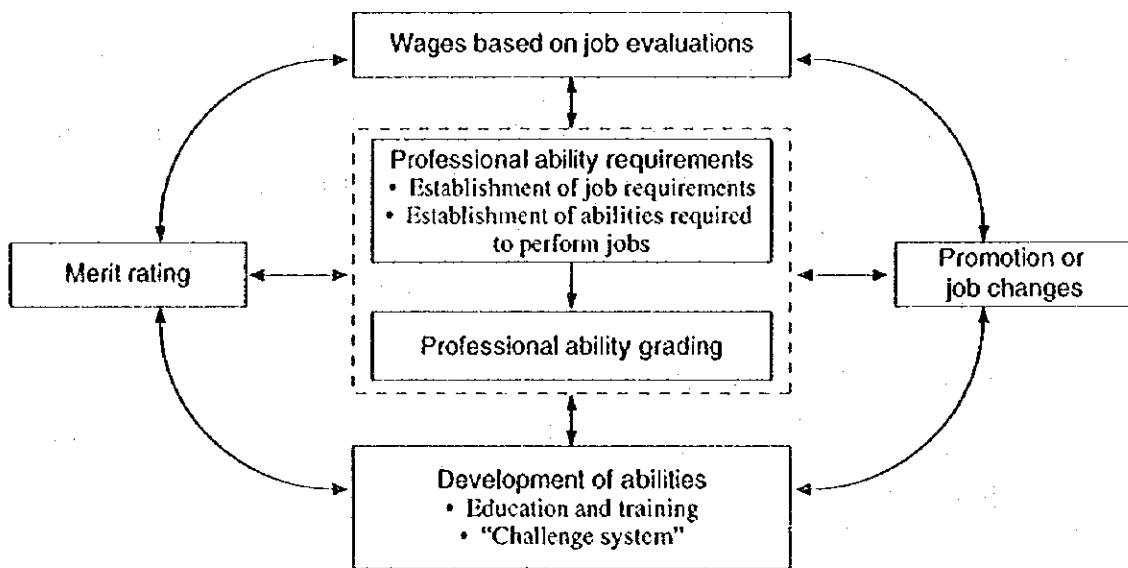 Wages based on job evaluations
Professional ability requirements
• Establishment of job requirements
• Establishment of abilities required
to perform jobs
Merit rating
Promotion or
job changes
Professional ability grading
Development of abilities
• Education and training
• “Challenge system”